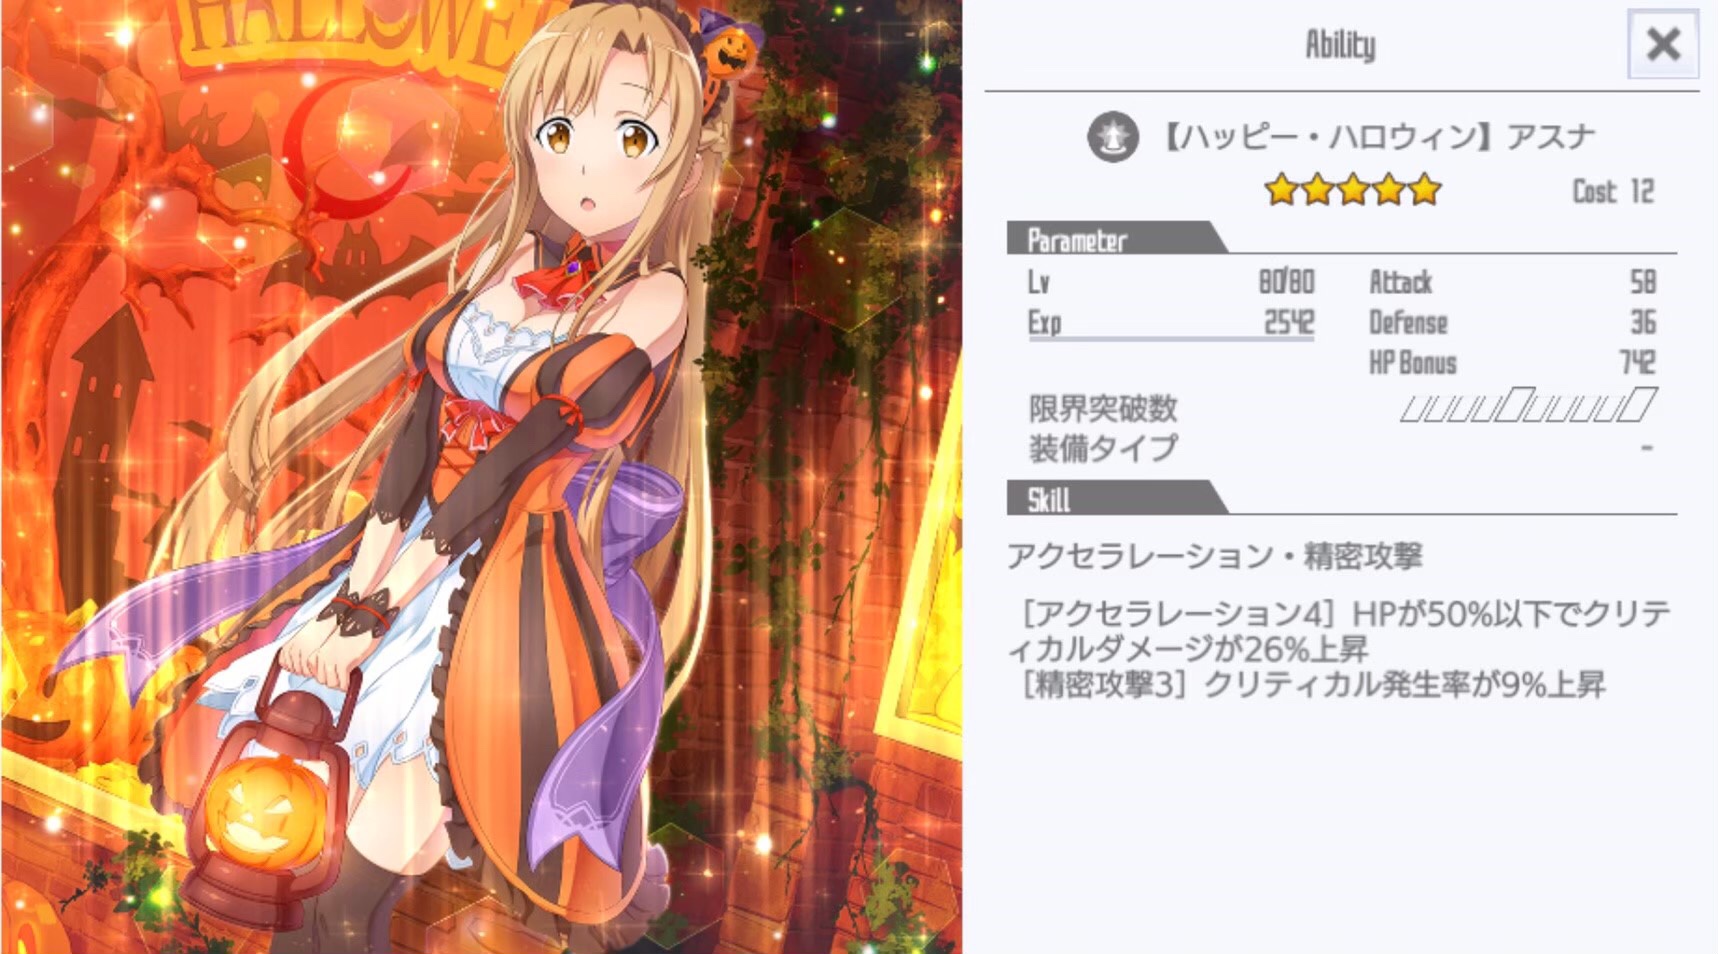 HALLOWE
Ability
【ハッピー・ハロウィン】アスナ
Cost 12
Parameter
Lv 80/80
Attack 58
Exp 2542
Defense 36
HP Bonus 742
限界突破数
装備タイプ -
Skill
アクセラレーション・精密攻撃
［アクセラレーション4］HPが50%以下でクリテ
ィカルダメージが26%上昇
［精密攻撃3］クリティカル発生率が9%上昇